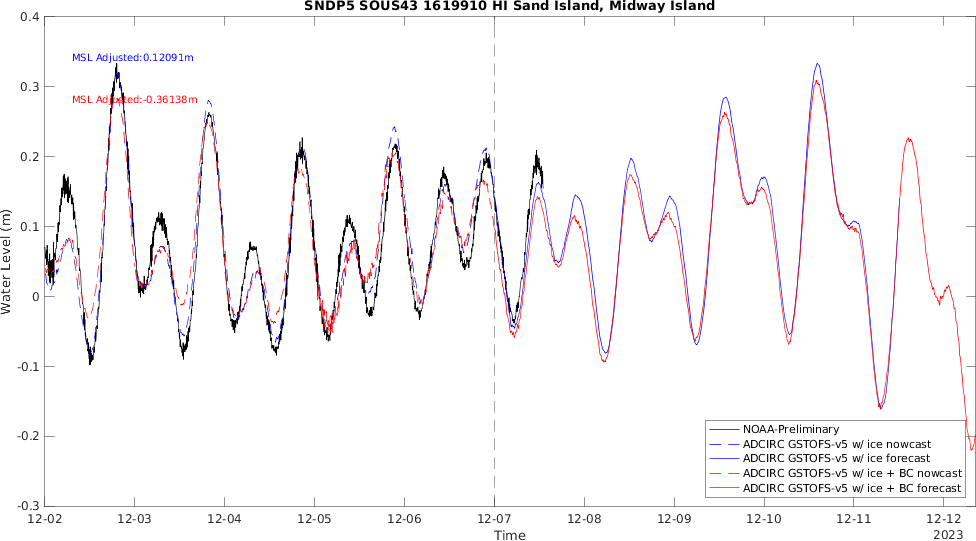 SNDP5 SOUS43 1619910 HI Sand Island, Midway Island
0.4
MSL Adjusted:0.12091m
0.3
MSL Adjusted:-0.36138m
0.2
0.1
0
-0.1
-0.2
-0.3
Water Level (m)
NOAA-Preliminary
ADCIRC GSTOFS-v5 w/ ice nowcast
ADCIRC GSTOFS-v5 w/ ice forecast
ADCIRC GSTOFS-v5 w/ ice + BC nowcast
ADCIRC GSTOFS-v5 w/ ice + BC forecast
12-02 12-03 12-04 12-05 12-06 12-07 12-08 12-09 12-10 12-11 12-12
Time
2023